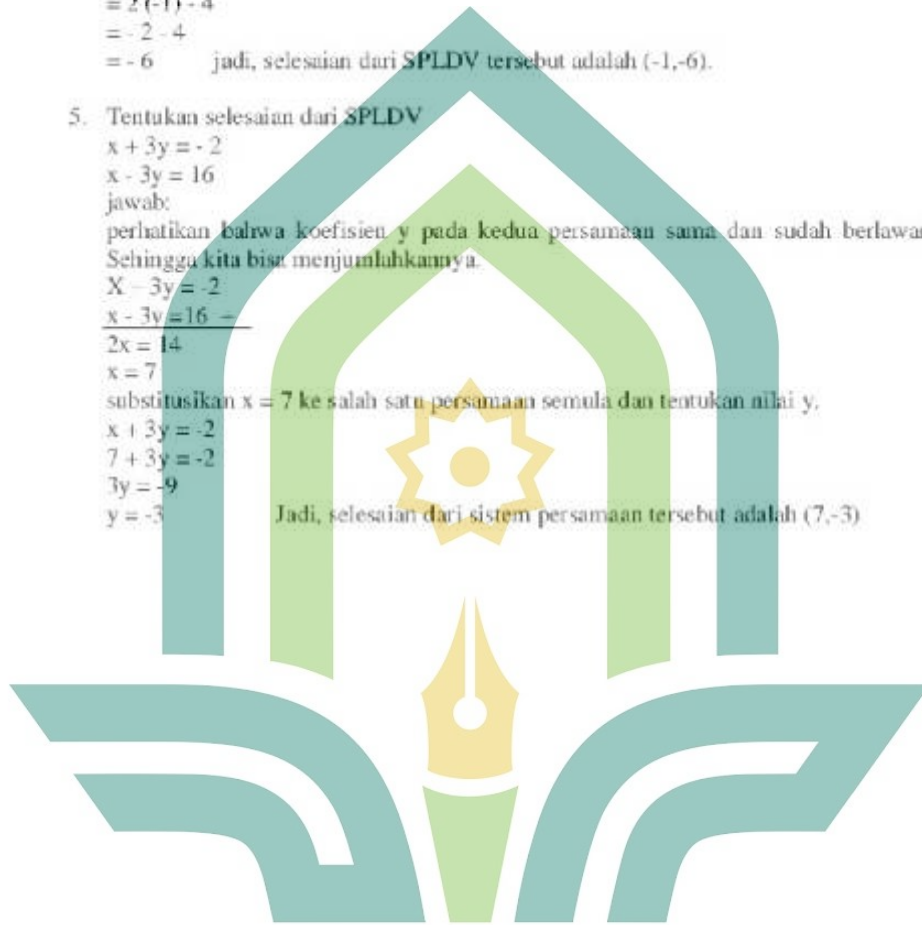 = 2 (-1) - 4
= - 2 - 4
= - 6 jadi, selesaian dari SPLDV tersebut adalah (-1,-6).
5. Tentukan selesaian dari SPLDV
x + 3y = - 2
x - 3y = 16
jawab:
perhatikan bahwa koefisien y pada kedua persamaan sama dan sudah berlawan
Sehingga kita bisa menjumlahkannya.
X 3y = -2
x - 3y =16
2x = 14
x = 7
substitusikan x = 7 ke salah satu persamaan semula dan tentukan nilai y.
x + 3y = -2
7 + 3y = -2
3y = -9
y = -3 Jadi, selesaian dari sistem persamaan tersebut adalah (7,-3)